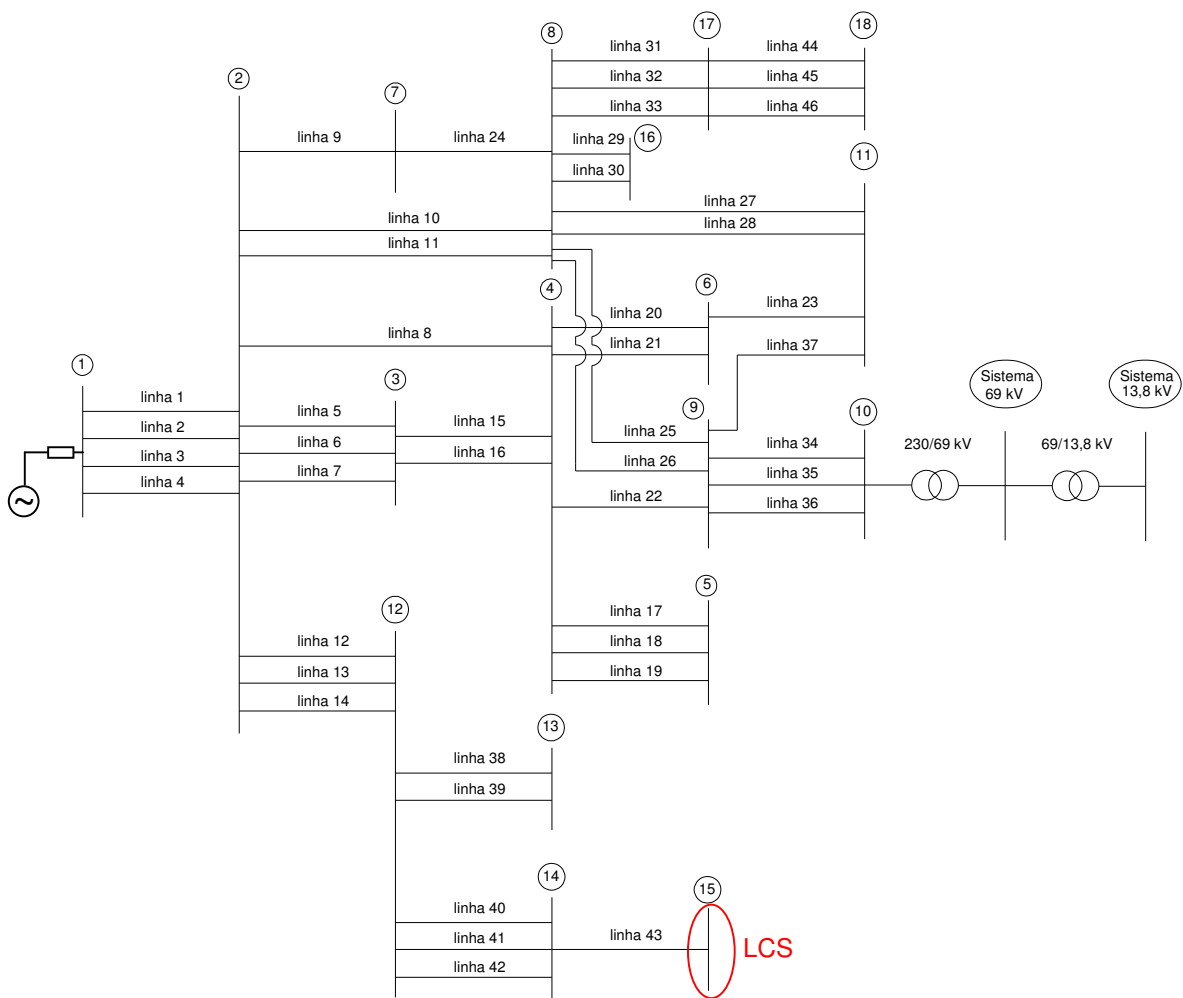 17
18
8
linha 31
linha 44
2
7
linha 32
linha 45
linha 33
linha 46
linha 9
linha 24
linha 29
16
11
linha 30
linha 27
linha 10
linha 28
linha 11
4
6
linha 20
linha 23
linha 8
linha 21
linha 37
1
3
Sistema
69 kV
Sistema
13,8 kV
linha 1
linha 5
linha 15
9
10
linha 2
linha 6
linha 16
linha 25
linha 34
230/69 kV
69/13,8 kV
linha 3
linha 7
linha 26
linha 35
linha 4
linha 22
linha 36
5
12
linha 17
linha 12
linha 18
linha 13
linha 19
linha 14
13
linha 38
linha 39
14
15
linha 40
linha 41
linha 43
LCS
linha 42